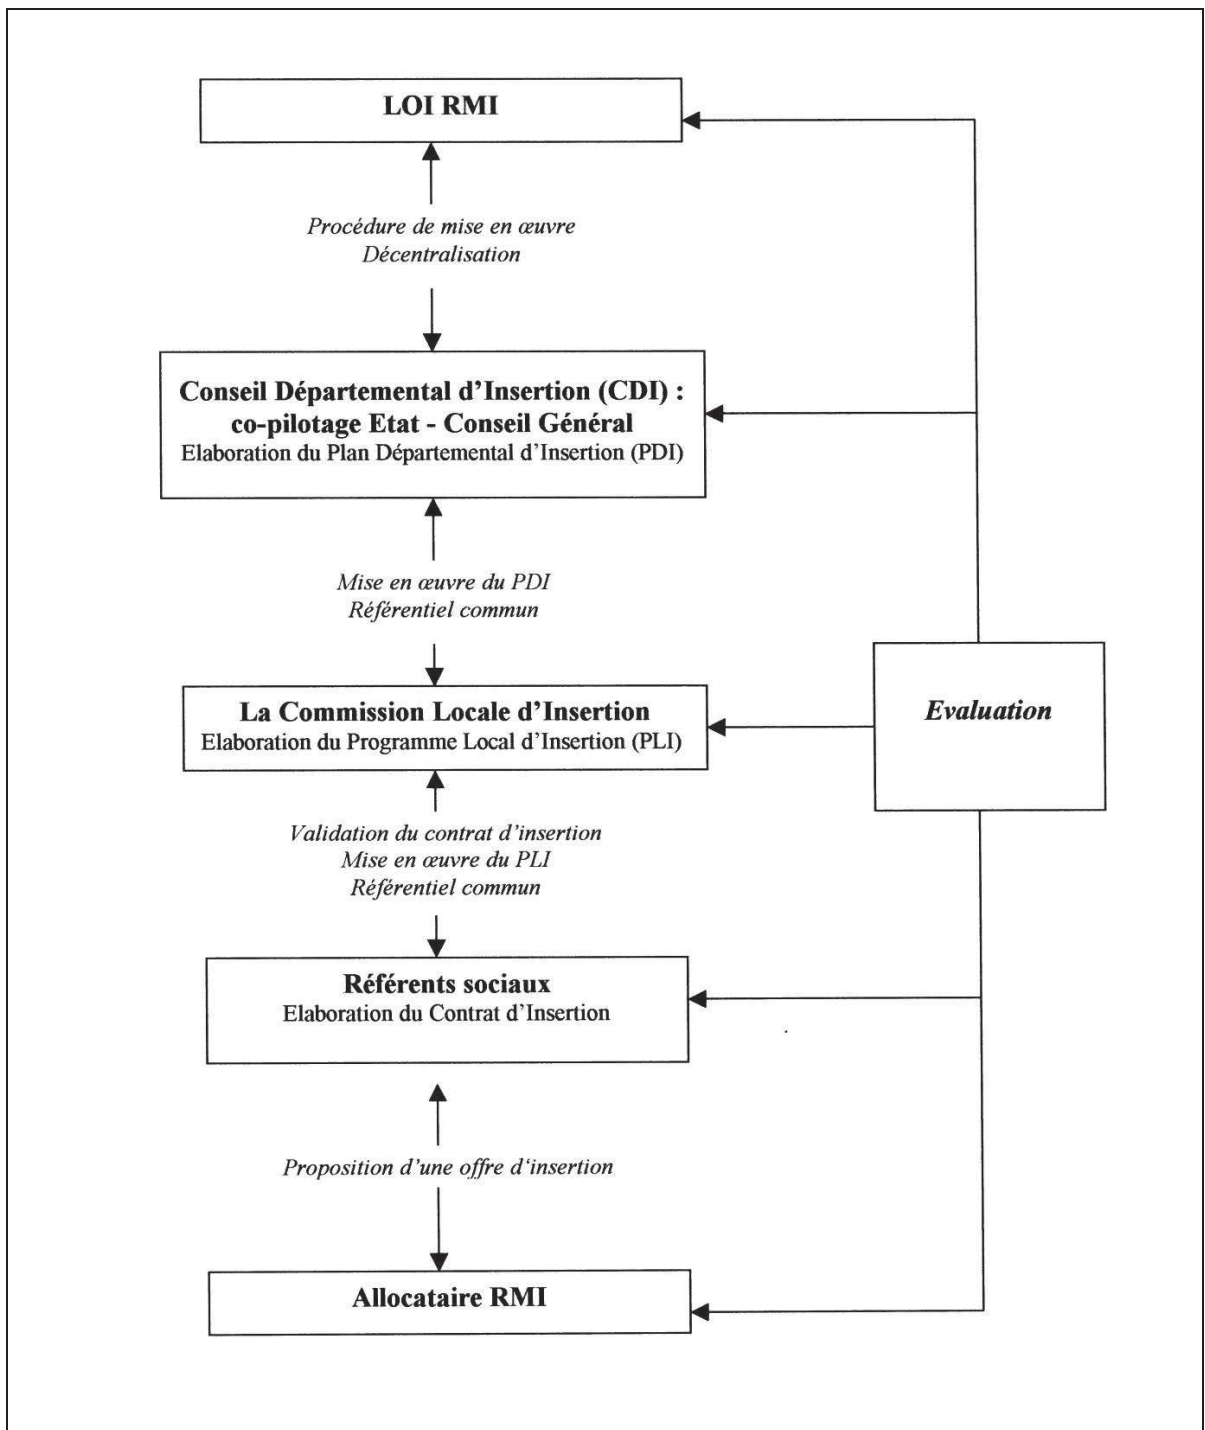 LOI RMI
Procédure de mise en œuvre
Décentralisation
Conseil Départemental d'Insertion (CDI) :
co-pilotage Etat - Conseil Général
Elaboration du Plan Départemental d'Insertion (PDI)
Mise en œuvre du PDI
Référentiel commun
La Commission Locale d'Insertion
Elaboration du Programme Local d'Insertion (PLI)
Evaluation
Validation du contrat d'insertion
Mise en œuvre du PLI
Référentiel commun
Référents sociaux
Elaboration du Contrat d'Insertion
Proposition d'une offre d'insertion
Allocataire RMI